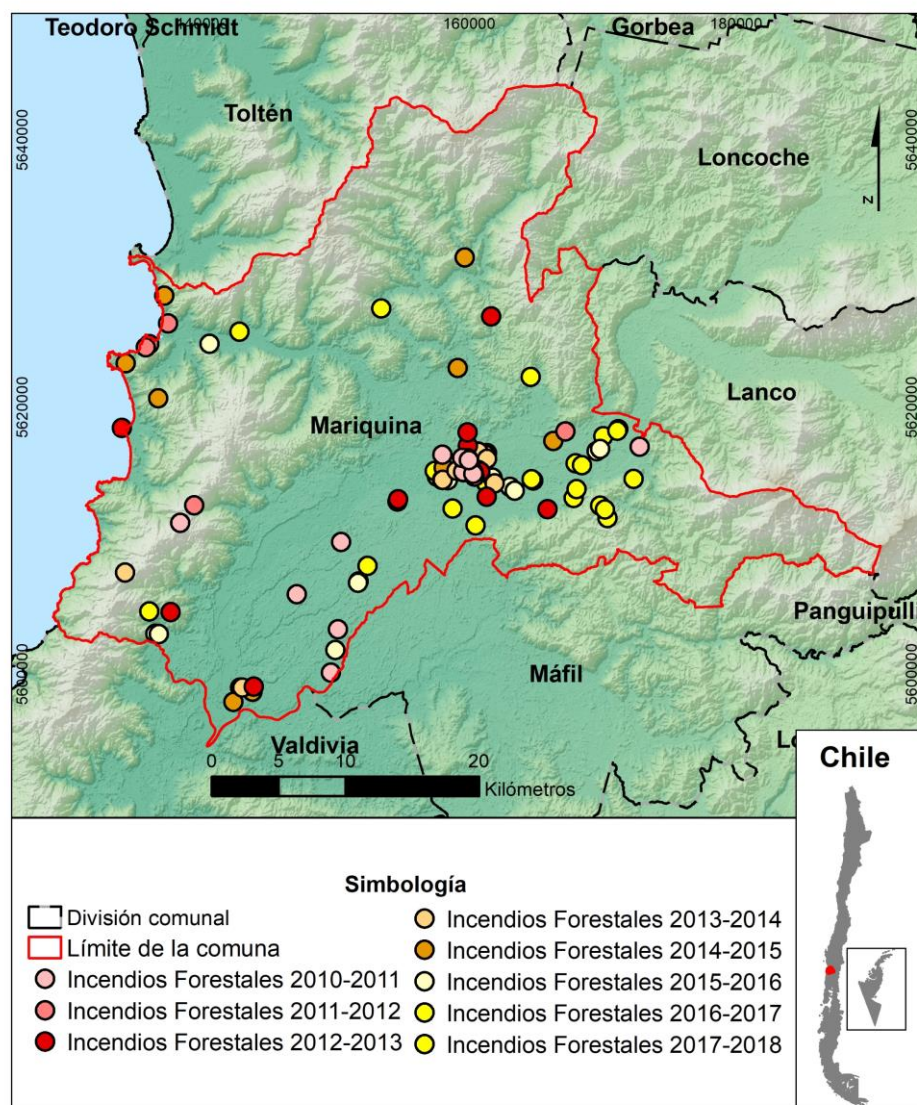 Teodoro Schmidt
140000
160000
Gorbea
180000
Toltén
5640000
5640000
Loncoche
N
Lanco
5620000
5620000
Mariquina
Panguipulli
Máfil
5600000
5600000
Valdivia
Lo
0 10 20
Kilómetros
Chile
Simbología
División comunal
Límite de la comuna
Incendios Forestales 2010-2011
Incendios Forestales 2011-2012
Incendios Forestales 2012-2013
Incendios Forestales 2013-2014
Incendios Forestales 2014-2015
Incendios Forestales 2015-2016
Incendios Forestales 2016-2017
Incendios Forestales 2017-2018